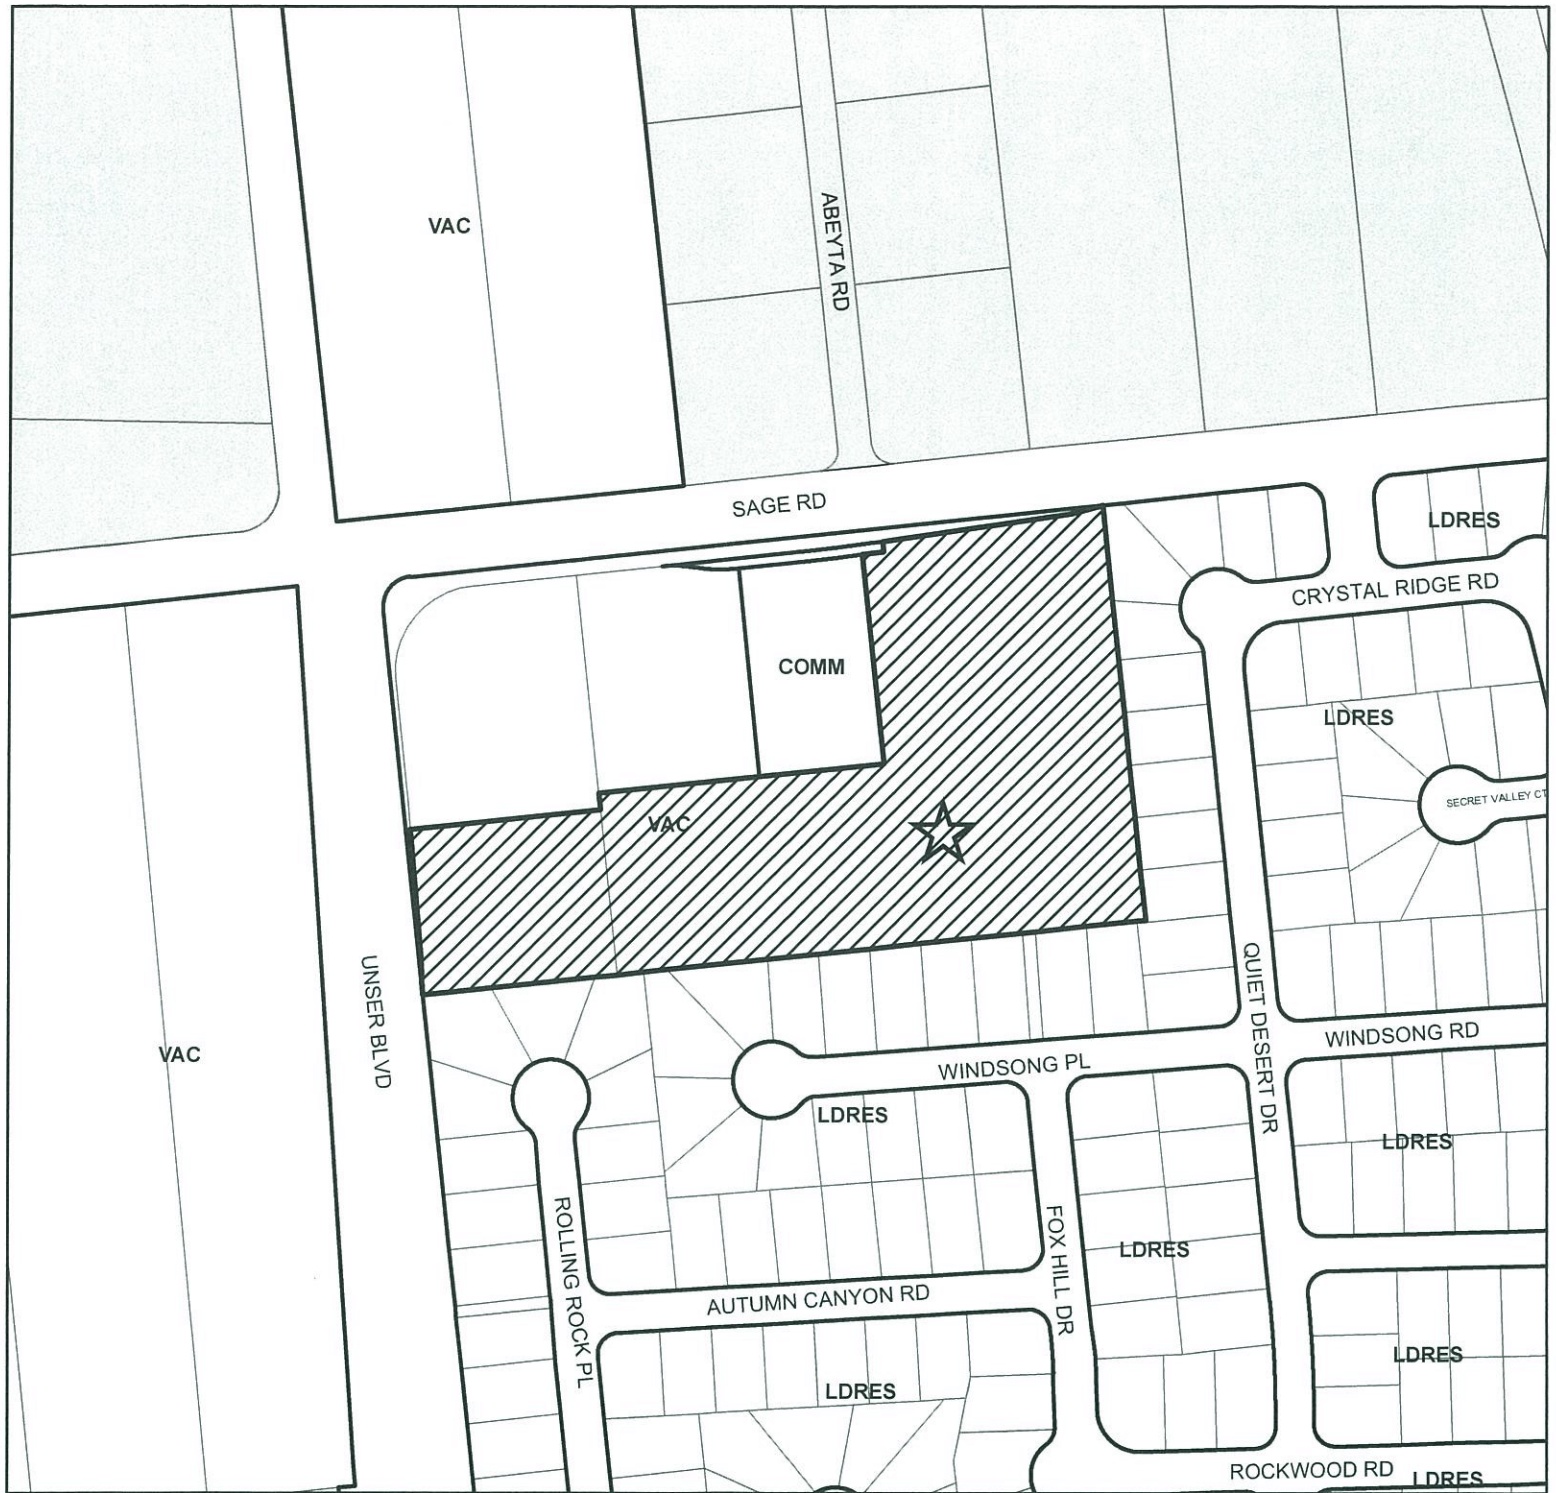 VAC
ABEYTA RD
SAGE RD
LDRES
CRYSTAL RIDGE RD
COMM
LDRES
SECRET VALLEY CT
VAC
UNSER BLVD
QUIET DESERT DR
WINDSONG RD
VAC
WINDSONG PL
LDRES
LDRES
ROLLING ROCK PL
FOX HILL DR
LDRES
AUTUMN CANYON RD
LDRES
LDRES
ROCKWOOD RD
LDRES